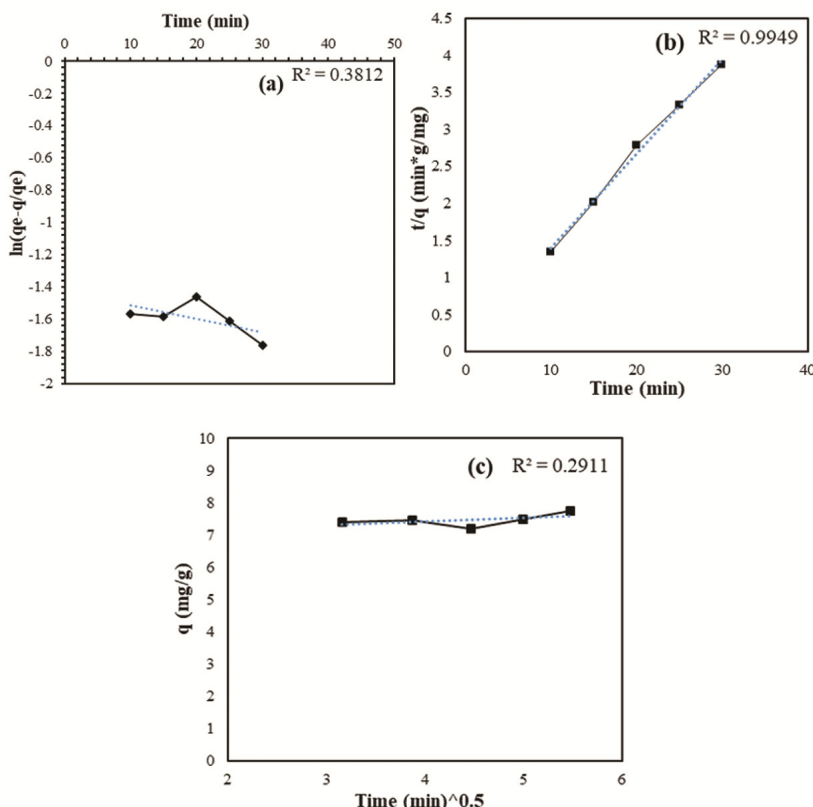 Time (min)
0 10 20 30 40 50
(a) R² = 0.3812
0
-0.2
-0.4
-0.6
-0.8
-1
-1.2
-1.4
-1.6
-1.8
-2
ln(qe-q/qe)
(b) R² = 0.9949
4.5
4
3.5
3
2.5
2
1.5
1
0.5
0
t/q (min*g/mg)
0 10 20 30 40
Time (min)
(c) R² = 0.2911
10
9
8
7
6
5
4
3
2
1
0
q (mg/g)
2 3 4 5 6
Time (min)^0.5